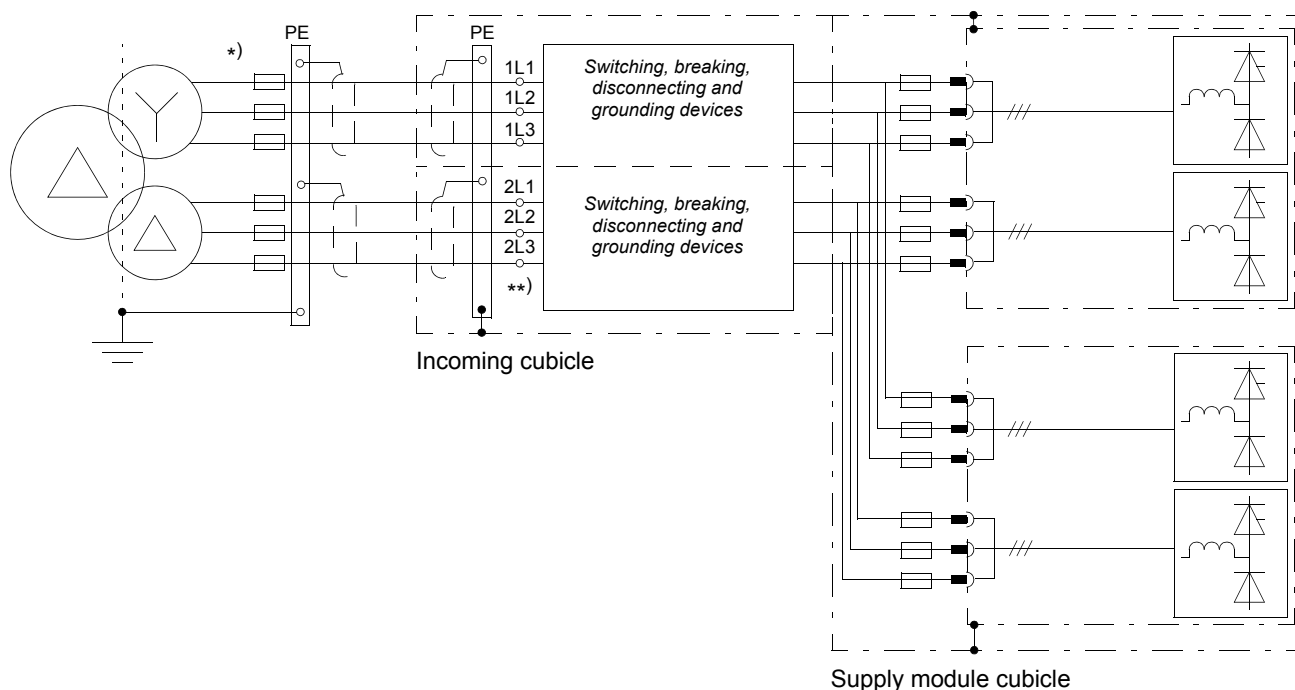 PE
PE
*)
1L1
1L2
1L3
Switching, breaking,
disconnecting and
grounding devices
2L1
2L2
2L3
**)
Switching, breaking,
disconnecting and
grounding devices
Incoming cubicle
Supply module cubicle